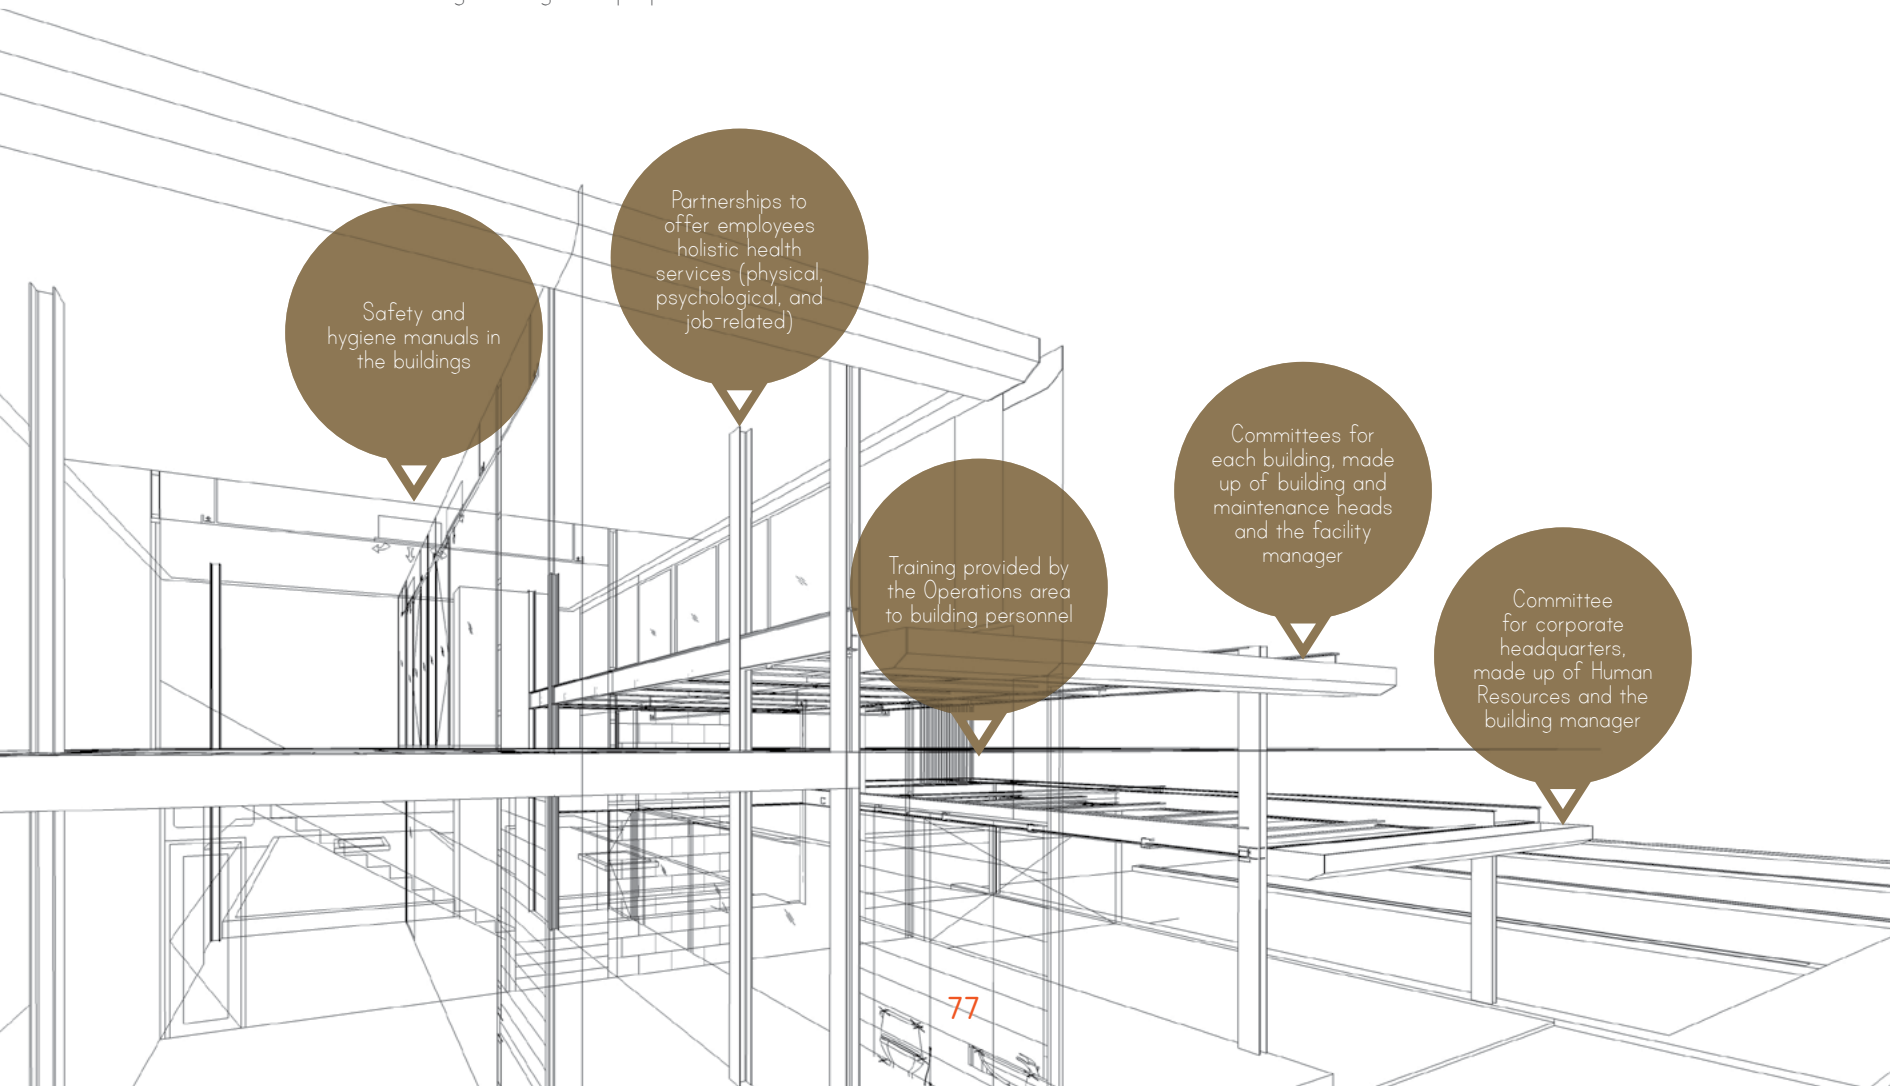 Safety and
hygiene manuals in
the buildings
Partnerships to
offer employees
holistic health
services (physical,
psychological, and
job-related)
Training provided by
the Operations area
to building personnel
Committees for
each building, made
up of building and
maintenance heads
and the facility
manager
Committee
for corporate
headquarters,
made up of Human
Resources and the
building manager
77